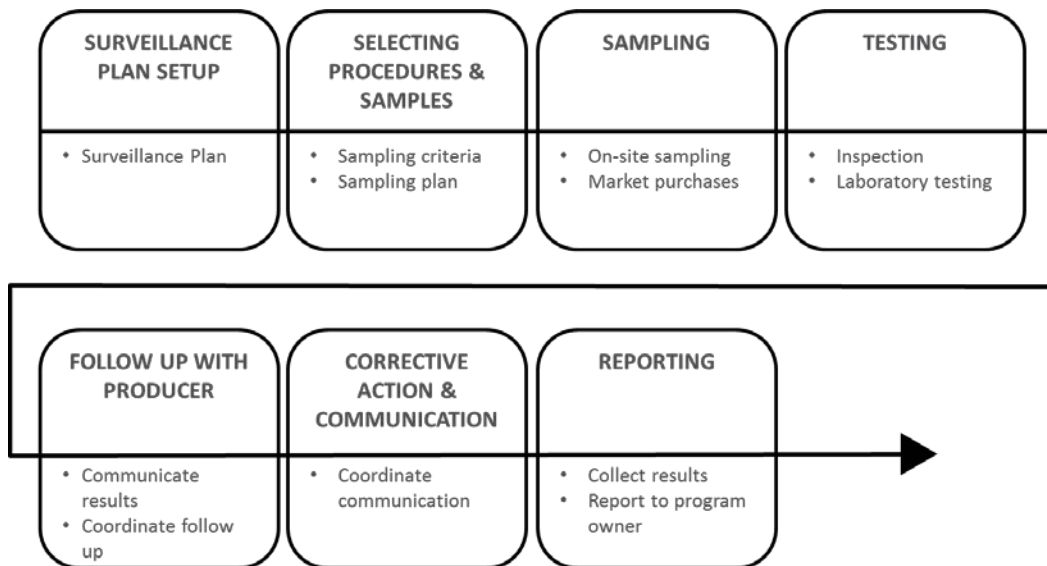 SURVEILLANCE
PLAN SETUP
• Surveillance Plan
SELECTING
PROCEDURES &
SAMPLES
• Sampling criteria
• Sampling plan
SAMPLING
• On-site sampling
• Market purchases
TESTING
• Inspection
• Laboratory testing
FOLLOW UP WITH
PRODUCER
• Communicate
results
• Coordinate follow
up
CORRECTIVE
ACTION &
COMMUNICATION
• Coordinate
communication
REPORTING
• Collect results
• Report to program
owner